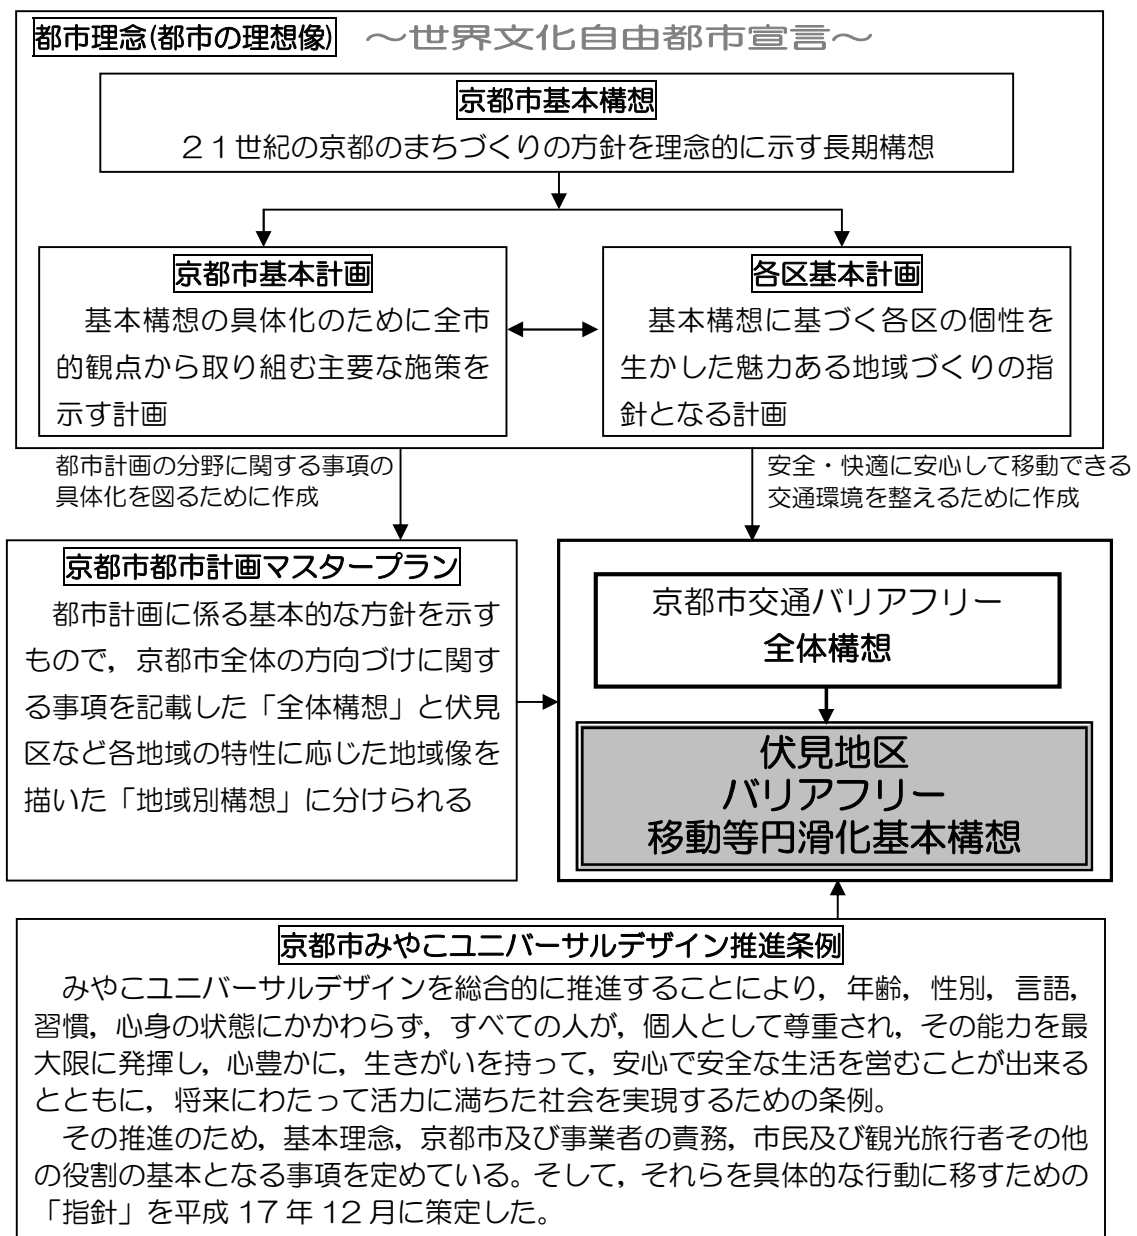 都市理念(都市の理想像) ～世界文化自由都市宣言～
京都市基本構想
２１世紀の京都のまちづくりの方針を理念的に示す長期構想
京都市基本計画
基本構想の具体化のために全市
的観点から取り組む主要な施策を
示す計画
各区基本計画
基本構想に基づく各区の個性を
生かした魅力ある地域づくりの指
針となる計画
都市計画の分野に関する事項の
具体化を図るために作成
安全・快適に安心して移動できる
交通環境を整えるために作成
京都市都市計画マスタープラン
都市計画に係る基本的な方針を示す
もので，京都市全体の方向づけに関す
る事項を記載した「全体構想」と伏見
区など各地域の特性に応じた地域像を
描いた「地域別構想」に分けられる
京都市交通バリアフリー
全体構想
伏見地区
バリアフリー
移動等円滑化基本構想
京都市みやこユニバーサルデザイン推進条例
みやこユニバーサルデザインを総合的に推進することにより，年齢，性別，言語，
習慣，心身の状態にかかわらず，すべての人が，個人として尊重され，その能力を最
大限に発揮し，心豊かに，生きがいを持って，安心で安全な生活を営むことが出来る
とともに，将来にわたって活力に満ちた社会を実現するための条例。
その推進のため，基本理念，京都市及び事業者の責務，市民及び観光旅行者その他
の役割の基本となる事項を定めている。そして，それらを具体的な行動に移すための
「指針」を平成 17 年 12 月に策定した。